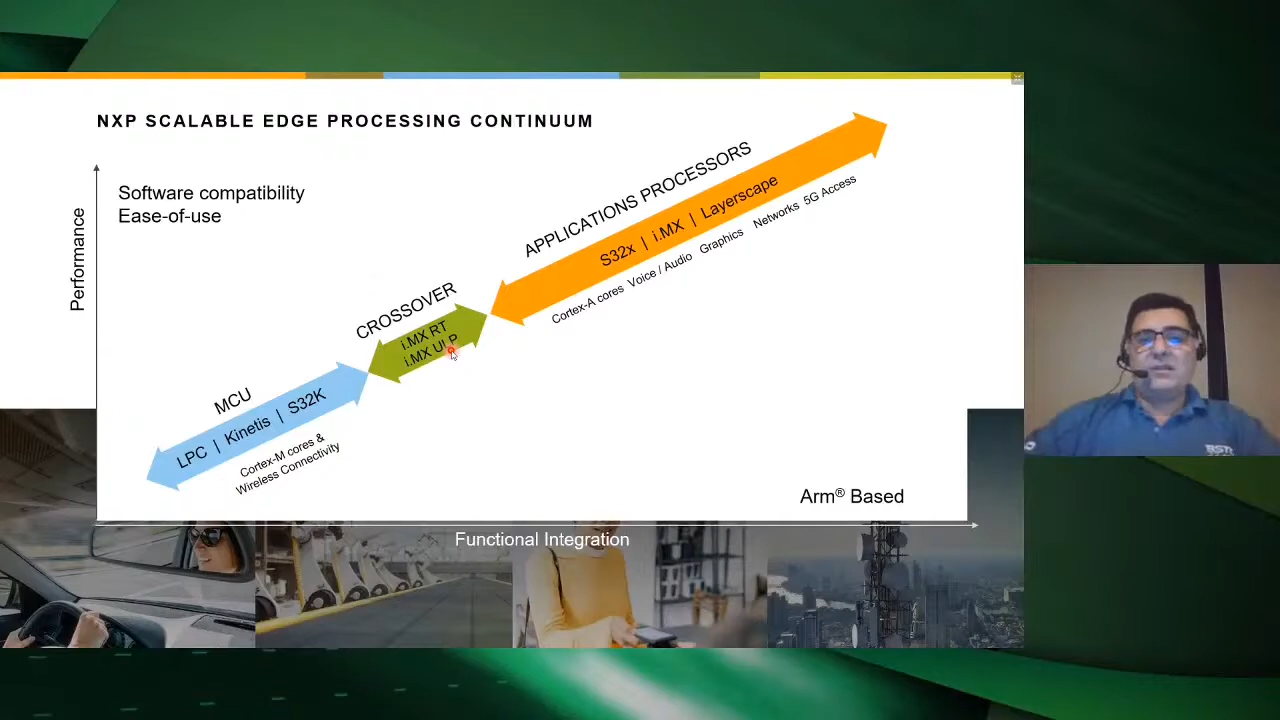 NXP SCALABLE EDGE PROCESSING CONTINUUM
Software compatibility
Ease-of-use
Performance
APPLICATIONS PROCESSORS
S32x | i.MX | Layerscape
Cortex-A cores Voice / Audio Graphics Networks 5G Access
CROSSOVER
i.MX RT
i.MX ULP
MCU
LPC | Kinetis | S32K
Cortex-M cores &
Wireless Connectivity
Arm® Based
Functional Integration